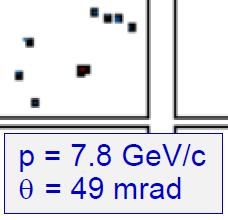 p = 7.8 GeV/c
θ = 49 mrad